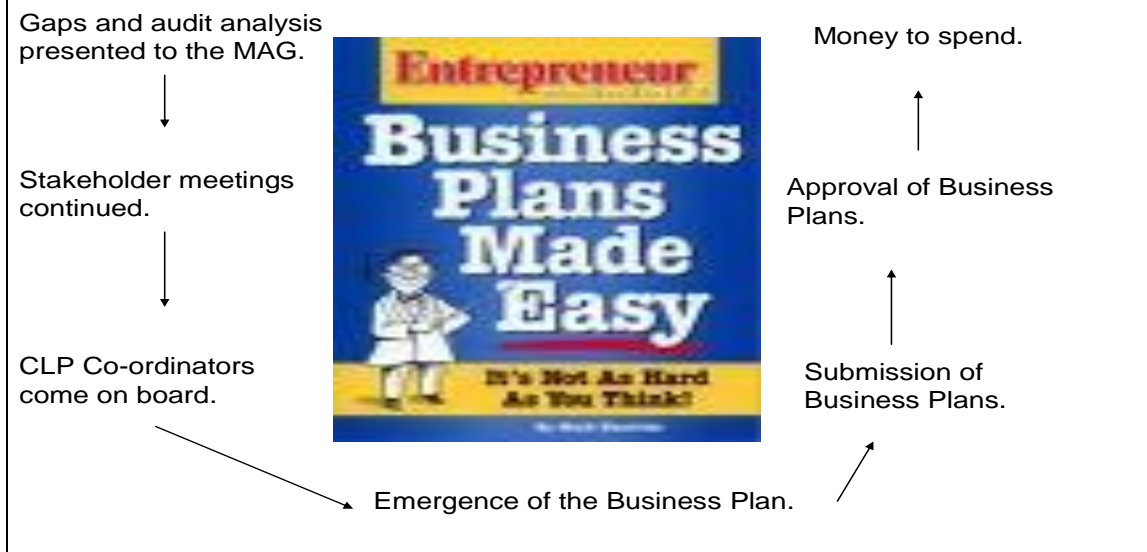 Gaps and audit analysis
presented to the MAG.
Stakeholder meetings
continued.
CLP Co-ordinators
come on board.
Emergence of the Business Plan.
Submission of
Business Plans.
Approval of Business
Plans.
Money to spend.
Entrepreneur
Business
Plans
Made
Easy
It's Not As Hard
As You Think!
By